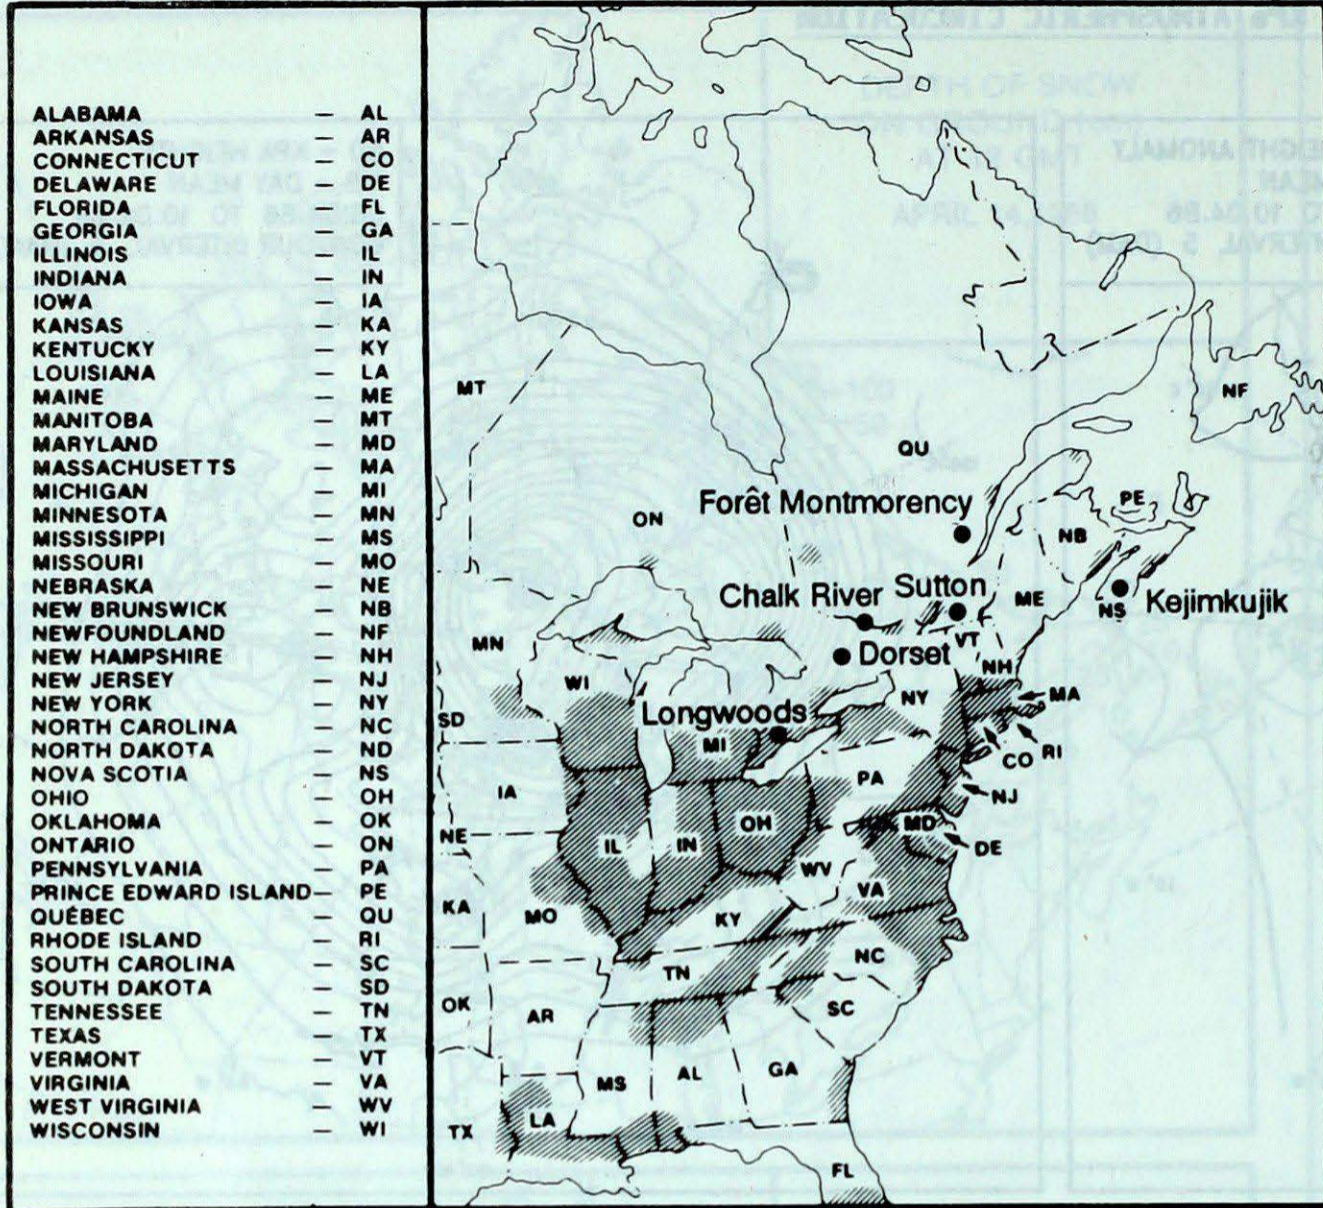 ALABAMA — AL
ARKANSAS — AR
CONNECTICUT — CO
DELAWARE — DE
FLORIDA — FL
GEORGIA — GA
ILLINOIS — IL
INDIANA — IN
IOWA — IA
KANSAS — KA
KENTUCKY — KY
LOUISIANA — LA
MAINE — ME
MANITOBA — MT
MARYLAND — MD
MASSACHUSETTS — MA
MICHIGAN — MI
MINNESOTA — MN
MISSISSIPPI — MS
MISSOURI — MO
NEBRASKA — NE
NEW BRUNSWICK — NB
NEWFOUNDLAND — NF
NEW HAMPSHIRE — NH
NEW JERSEY — NJ
NEW YORK — NY
NORTH CAROLINA — NC
NORTH DAKOTA — ND
NOVA SCOTIA — NS
OHIO — OH
OKLAHOMA — OK
ONTARIO — ON
PENNSYLVANIA — PA
PRINCE EDWARD ISLAND — PE
QUÉBEC — QU
RHODE ISLAND — RI
SOUTH CAROLINA — SC
SOUTH DAKOTA — SD
TENNESSEE — TN
TEXAS — TX
VERMONT — VT
VIRGINIA — VA
WEST VIRGINIA — WV
WISCONSIN — WI
MT
NF
QU
Forêt Montmorency
PE
ON
NB
Chalk River
Sutton
ME
NS
Kejimkujik
MN
VT
Dorset
NH
WI
NY
MA
SD
Longwoods
MI
CO
RI
PA
IA
NJ
NE
IL
IN
OH
MD
DE
WV
VA
KA
MO
KY
NC
TN
OK
AR
SC
MS
AL
GA
LA
TX
FL